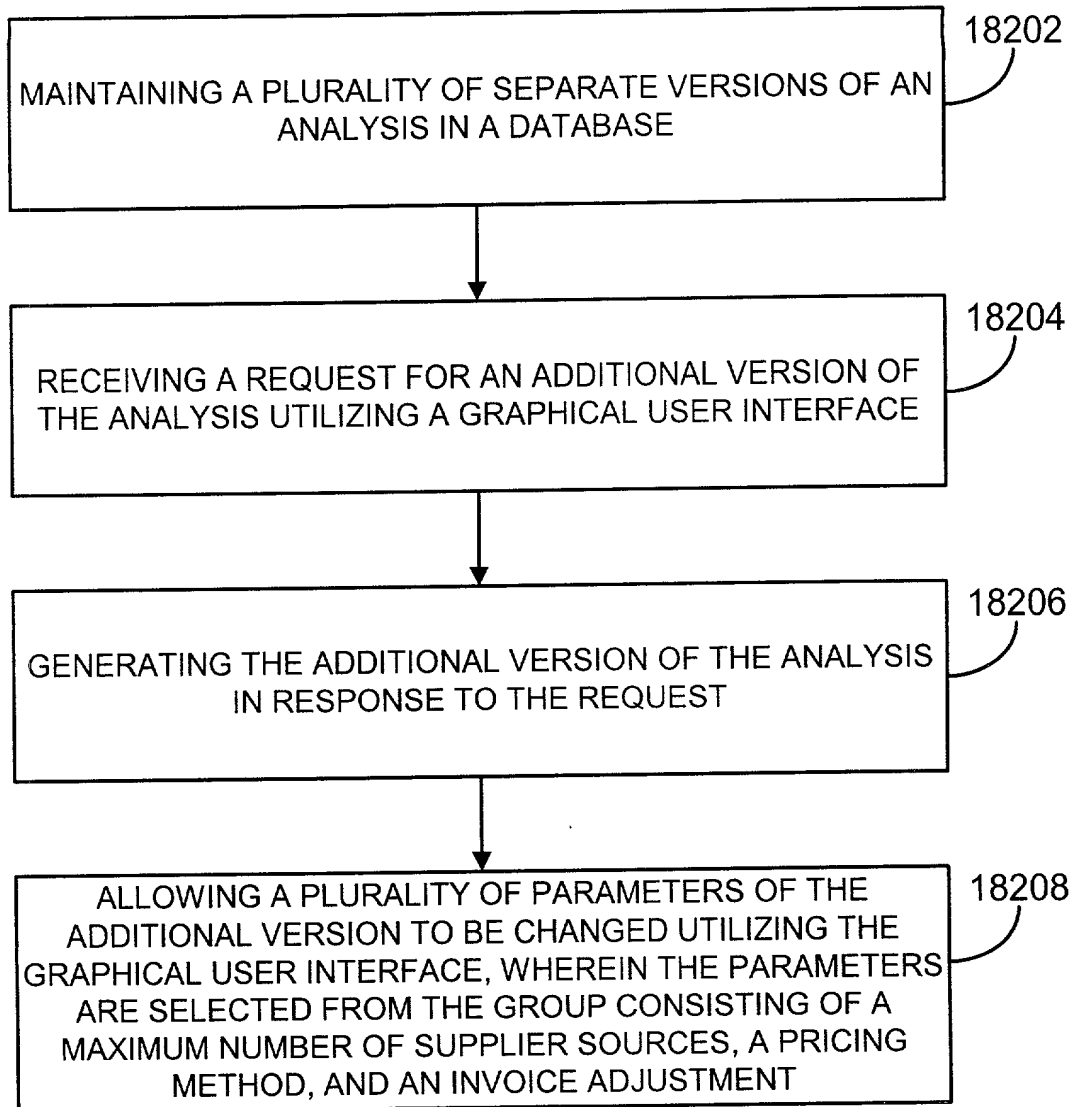 18202
MAINTAINING A PLURALITY OF SEPARATE VERSIONS OF AN
ANALYSIS IN A DATABASE
18204
RECEIVING A REQUEST FOR AN ADDITIONAL VERSION OF
THE ANALYSIS UTILIZING A GRAPHICAL USER INTERFACE
18206
GENERATING THE ADDITIONAL VERSION OF THE ANALYSIS
IN RESPONSE TO THE REQUEST
18208
ALLOWING A PLURALITY OF PARAMETERS OF THE
ADDITIONAL VERSION TO BE CHANGED UTILIZING THE
GRAPHICAL USER INTERFACE, WHEREIN THE PARAMETERS
ARE SELECTED FROM THE GROUP CONSISTING OF A
MAXIMUM NUMBER OF SUPPLIER SOURCES, A PRICING
METHOD, AND AN INVOICE ADJUSTMENT